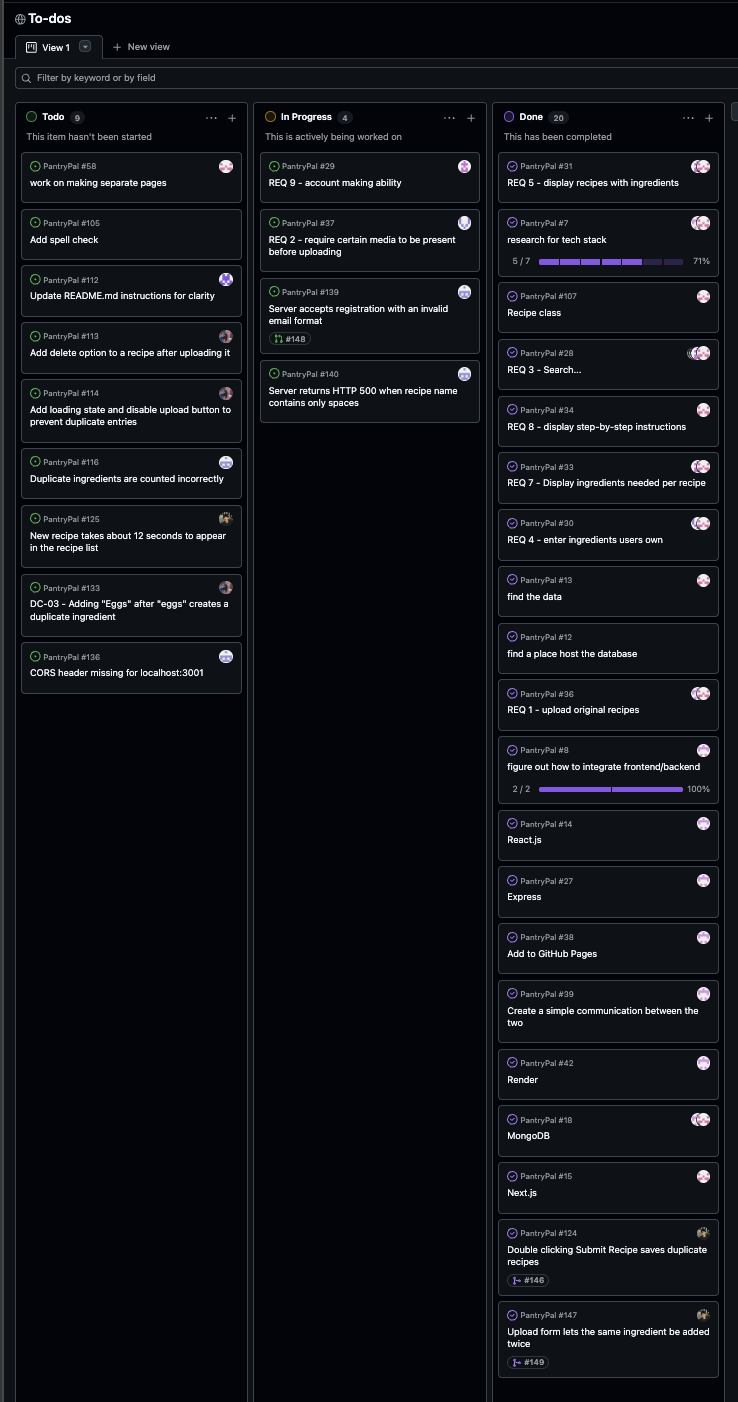 To-dos
View 1
New view
Filter by keyword or by field
Todo 9
This item hasn't been started
PantryPal #58
work on making separate pages
PantryPal #105
Add spell check
PantryPal #112
Update README.md instructions for clarity
PantryPal #113
Add delete option to a recipe after uploading it
PantryPal #114
Add loading state and disable upload button to
prevent duplicate entries
PantryPal #116
Duplicate ingredients are counted incorrectly
PantryPal #125
New recipe takes about 12 seconds to appear
in the recipe list
PantryPal #133
DC-03 - Adding "Eggs" after "eggs" creates a
duplicate ingredient
PantryPal #136
CORS header missing for localhost:3001
In Progress 4
This is actively being worked on
PantryPal #29
REQ 9 - account making ability
PantryPal #37
REQ 2 - require certain media to be present
before uploading
PantryPal #139
Server accepts registration with an invalid
email format
#148
PantryPal #140
Server returns HTTP 500 when recipe name
contains only spaces
Done 20
This has been completed
PantryPal #31
REQ 5 - display recipes with ingredients
PantryPal #7
research for tech stack
5 / 7 71%
PantryPal #107
Recipe class
PantryPal #28
REQ 3 - Search...
PantryPal #34
REQ 8 - display step-by-step instructions
PantryPal #33
REQ 7 - Display ingredients needed per recipe
PantryPal #30
REQ 4 - enter ingredients users own
PantryPal #13
find the data
PantryPal #12
find a place host the database
PantryPal #36
REQ 1 - upload original recipes
PantryPal #8
figure out how to integrate frontend/backend
2 / 2 100%
PantryPal #14
React.js
PantryPal #27
Express
PantryPal #38
Add to GitHub Pages
PantryPal #39
Create a simple communication between the
two
PantryPal #42
Render
PantryPal #18
MongoDB
PantryPal #15
Next.js
PantryPal #124
Double clicking Submit Recipe saves duplicate
recipes
#146
PantryPal #147
Upload form lets the same ingredient be added
twice
#149